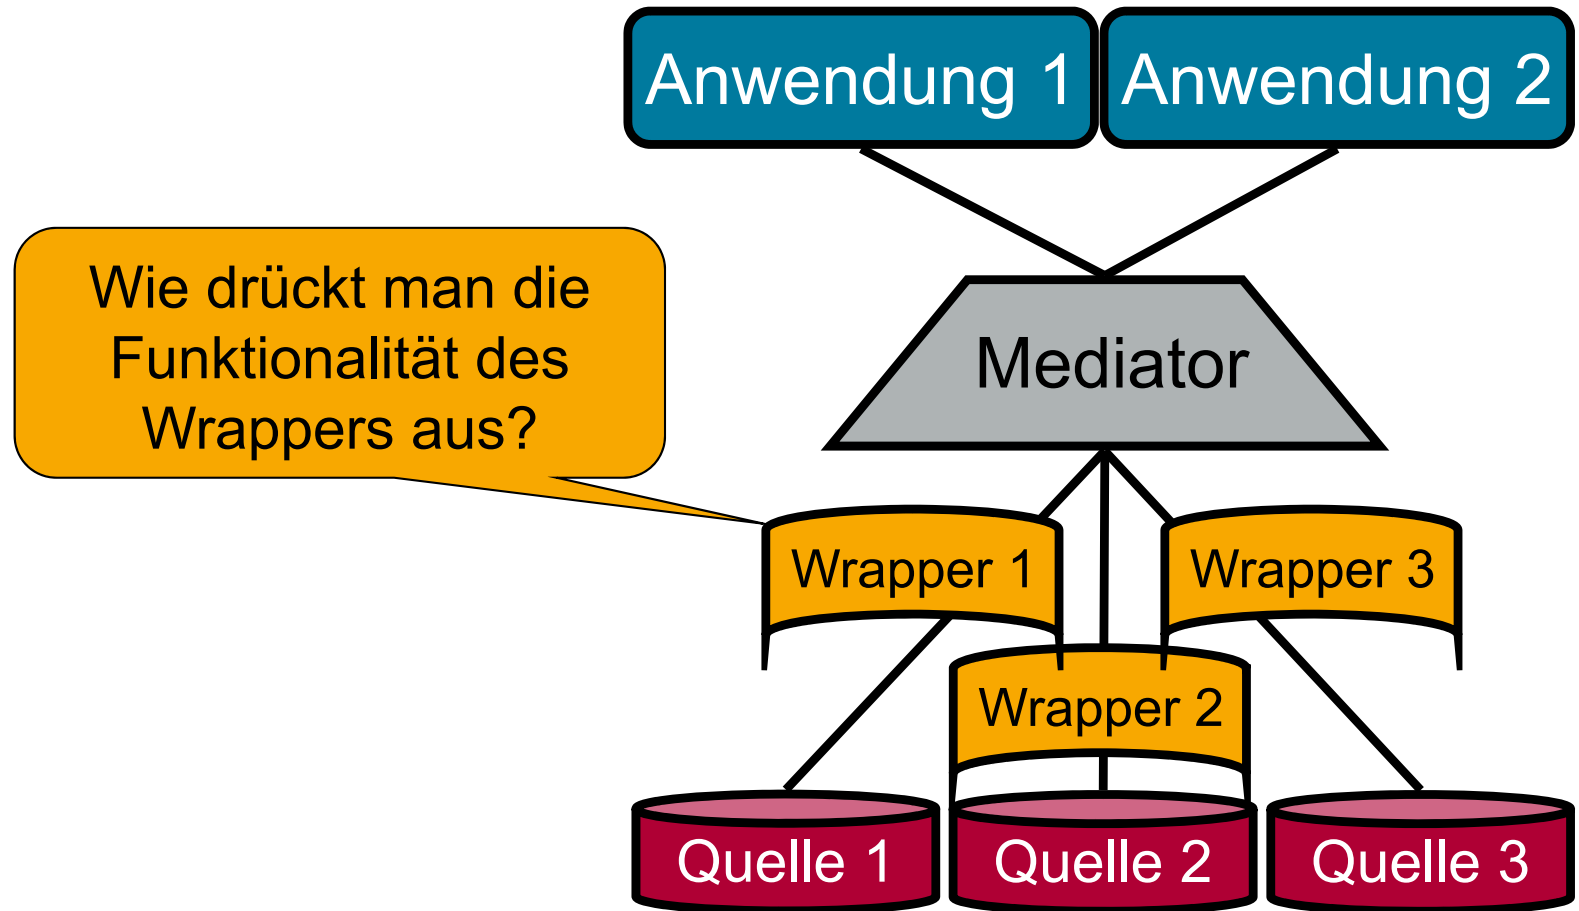 Anwendung 1
Anwendung 2
Wie drückt man die
Funktionalität des
Wrappers aus?
Mediator
Wrapper 1
Wrapper 3
Wrapper 2
Quelle 1
Quelle 2
Quelle 3